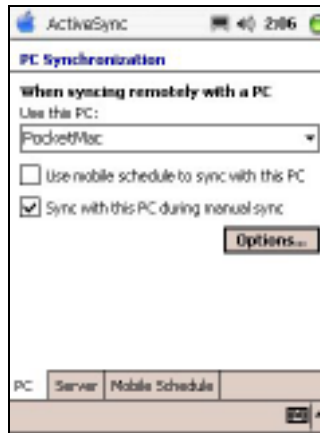 ActiveSync 2:06
PC Synchronization
When syncing remotely with a PC
Use this PC:
PocketMac
Use mobile schedule to sync with this PC
Sync with this PC during manual sync
Options...
PC Server Mobile Schedule